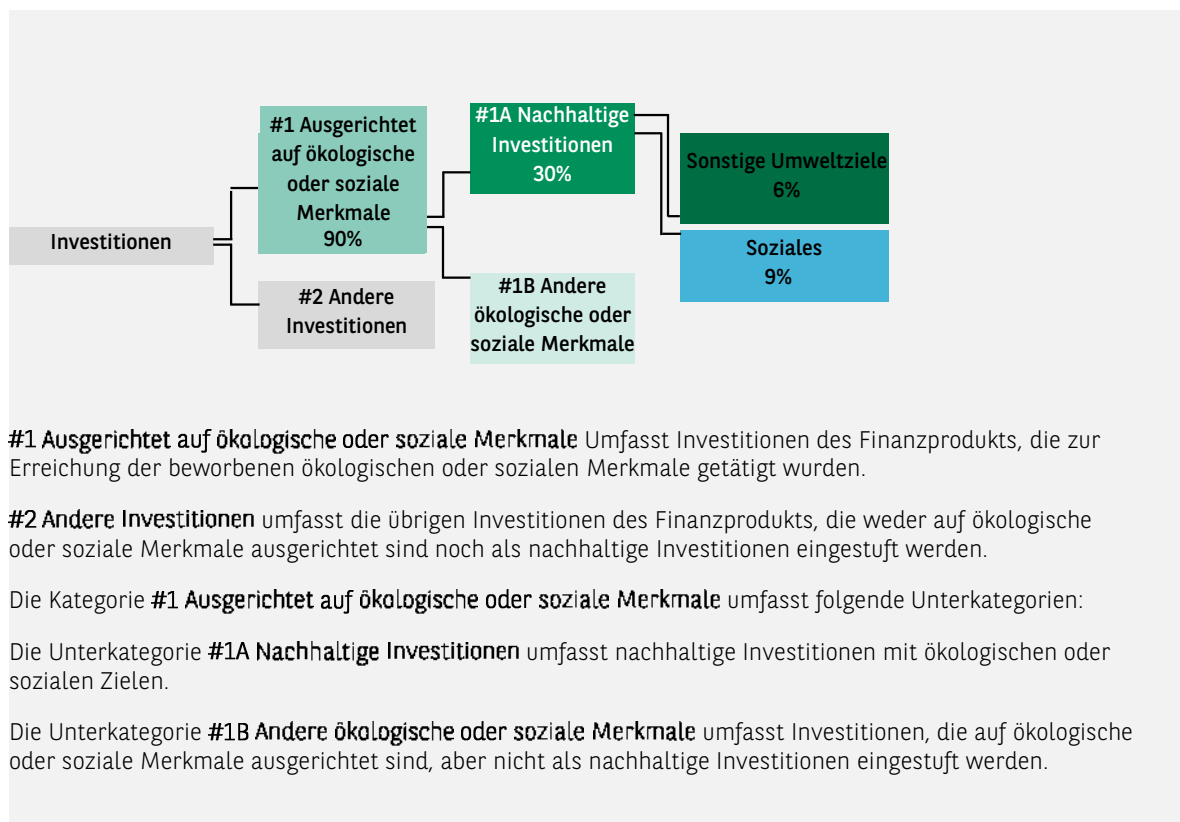 #1 Ausgerichtet
auf ökologische
oder soziale
Merkmale
90%
#1A Nachhaltige
Investitionen
30%
Sonstige Umweltziele
6%
Investitionen
Soziales
9%
#2 Andere
Investitionen
#1B Andere
ökologische oder
soziale Merkmale
#1 Ausgerichtet auf ökologische oder soziale Merkmale Umfasst Investitionen des Finanzprodukts, die zur
Erreichung der beworbenen ökologischen oder sozialen Merkmale getätigt wurden.
#2 Andere Investitionen umfasst die übrigen Investitionen des Finanzprodukts, die weder auf ökologische
oder soziale Merkmale ausgerichtet sind noch als nachhaltige Investitionen eingestuft werden.
Die Kategorie #1 Ausgerichtet auf ökologische oder soziale Merkmale umfasst folgende Unterkategorien:
Die Unterkategorie #1A Nachhaltige Investitionen umfasst nachhaltige Investitionen mit ökologischen oder
sozialen Zielen.
Die Unterkategorie #1B Andere ökologische oder soziale Merkmale umfasst Investitionen, die auf ökologische
oder soziale Merkmale ausgerichtet sind, aber nicht als nachhaltige Investitionen eingestuft werden.